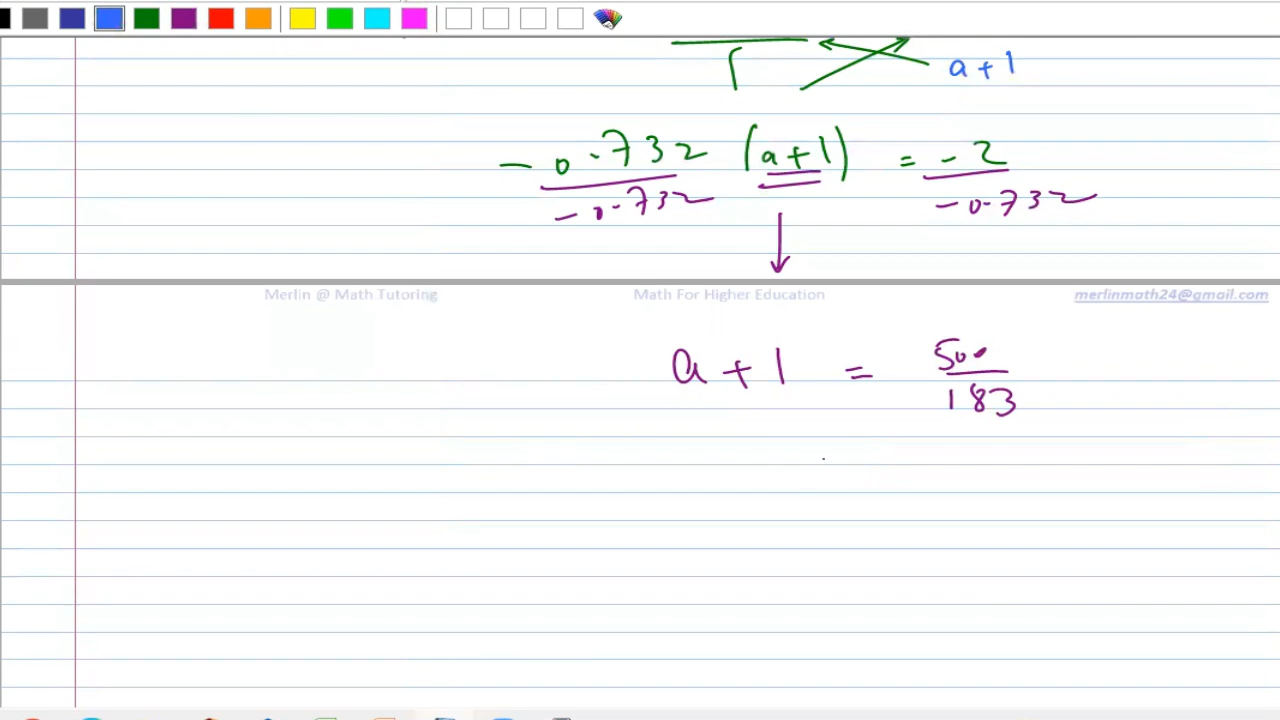 a + 1
- 0.732 (a+1) = - 2
- 0.732 - 0.732
Merlin @ Math Tutoring Math For Higher Education merlinmath24@gmail.com
a + 1 = 500
183